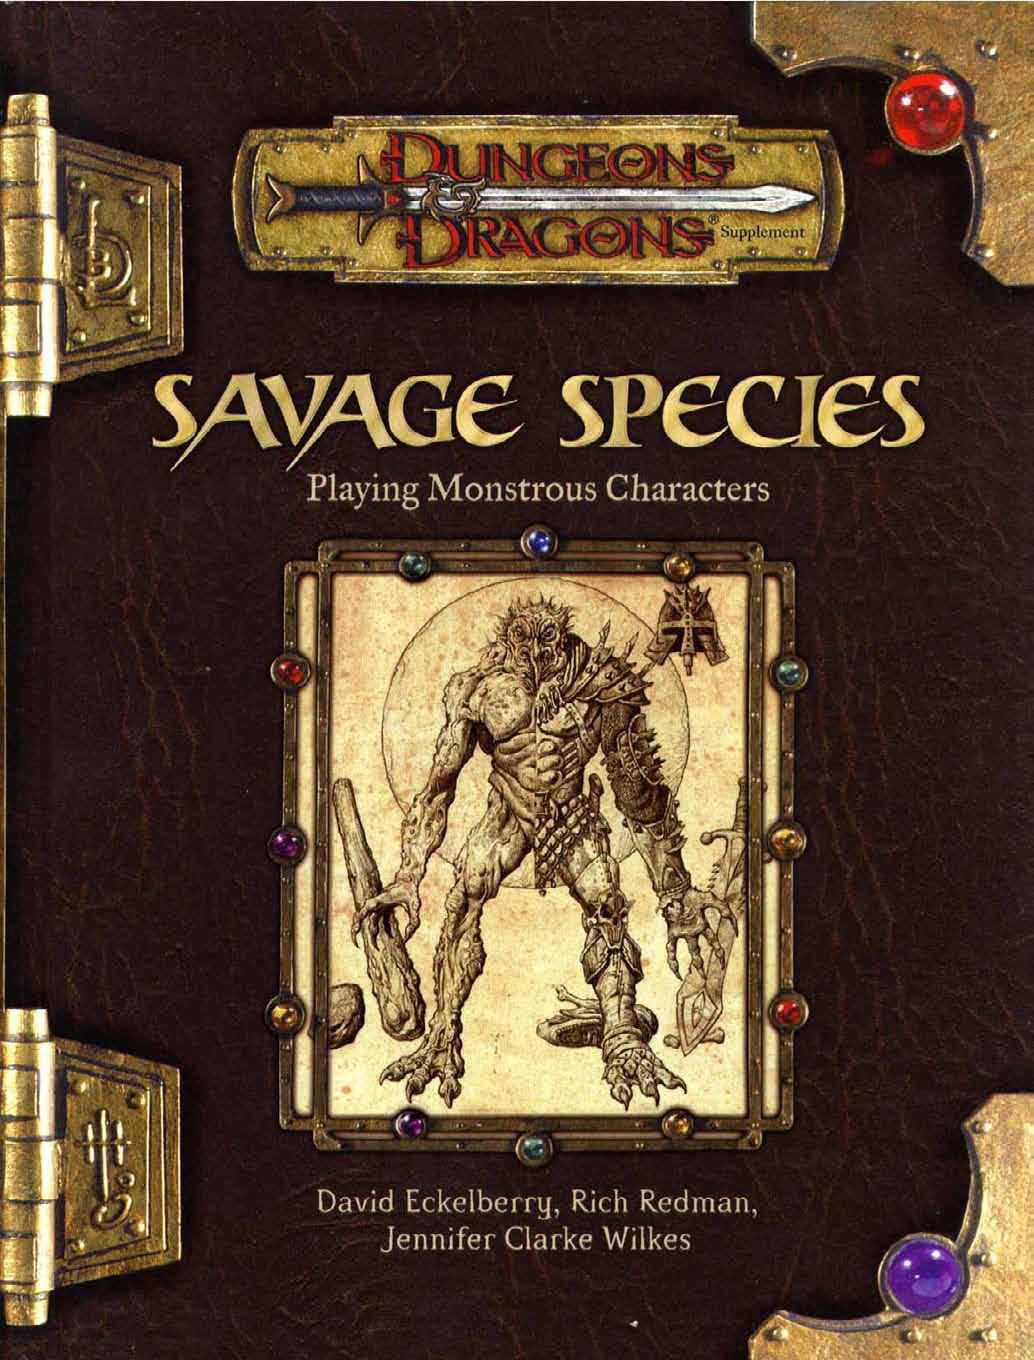 DUNGEONS
&
DRAGONS® Supplement
SAVAGE SPECIES
Playing Monstrous Characters
David Eckelberry, Rich Redman,
Jennifer Clarke Wilkes